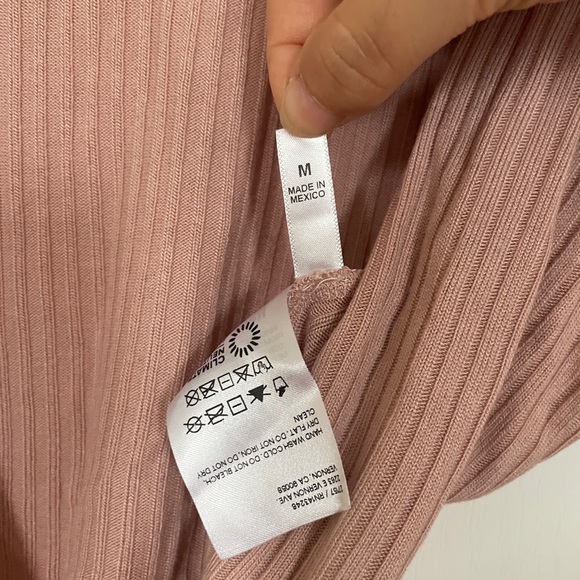 M
MADE IN
MEXICO
HAND WASH COLD. DO NOT BLEACH.
DRY FLAT. DO NOT IRON. DO NOT DRY
CLEAN
2263 E VERNON AVE.
VERNON, CA 90058